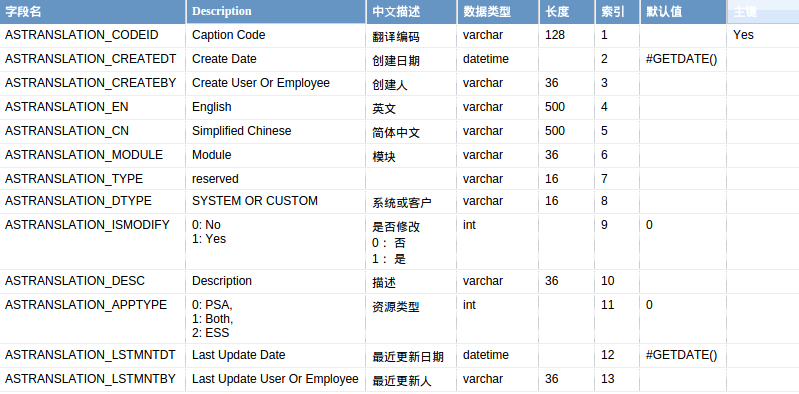 字段名 Description 中文描述 数据类型 长度 索引 默认值 主键
ASTRANSLATION_CODEID Caption Code 翻译编码 varchar 128 1 Yes
ASTRANSLATION_CREATEDT Create Date 创建日期 datetime 2 #GETDATE()
ASTRANSLATION_CREATEBY Create User Or Employee 创建人 varchar 36 3
ASTRANSLATION_EN English 英文 varchar 500 4
ASTRANSLATION_CN Simplified Chinese 简体中文 varchar 500 5
ASTRANSLATION_MODULE Module 模块 varchar 36 6
ASTRANSLATION_TYPE reserved varchar 16 7
ASTRANSLATION_DTYPE SYSTEM OR CUSTOM 系统或客户 varchar 16 8
ASTRANSLATION_ISMODIFY 0: No 是否修改 int 9 0
1: Yes 0： 否
1： 是
ASTRANSLATION_DESC Description 描述 varchar 36 10
ASTRANSLATION_APPTYPE 0: PSA, 资源类型 int 11 0
1: Both,
2: ESS
ASTRANSLATION_LSTMNTDT Last Update Date 最近更新日期 datetime 12 #GETDATE()
ASTRANSLATION_LSTMNTBY Last Update User Or Employee 最近更新人 varchar 36 13